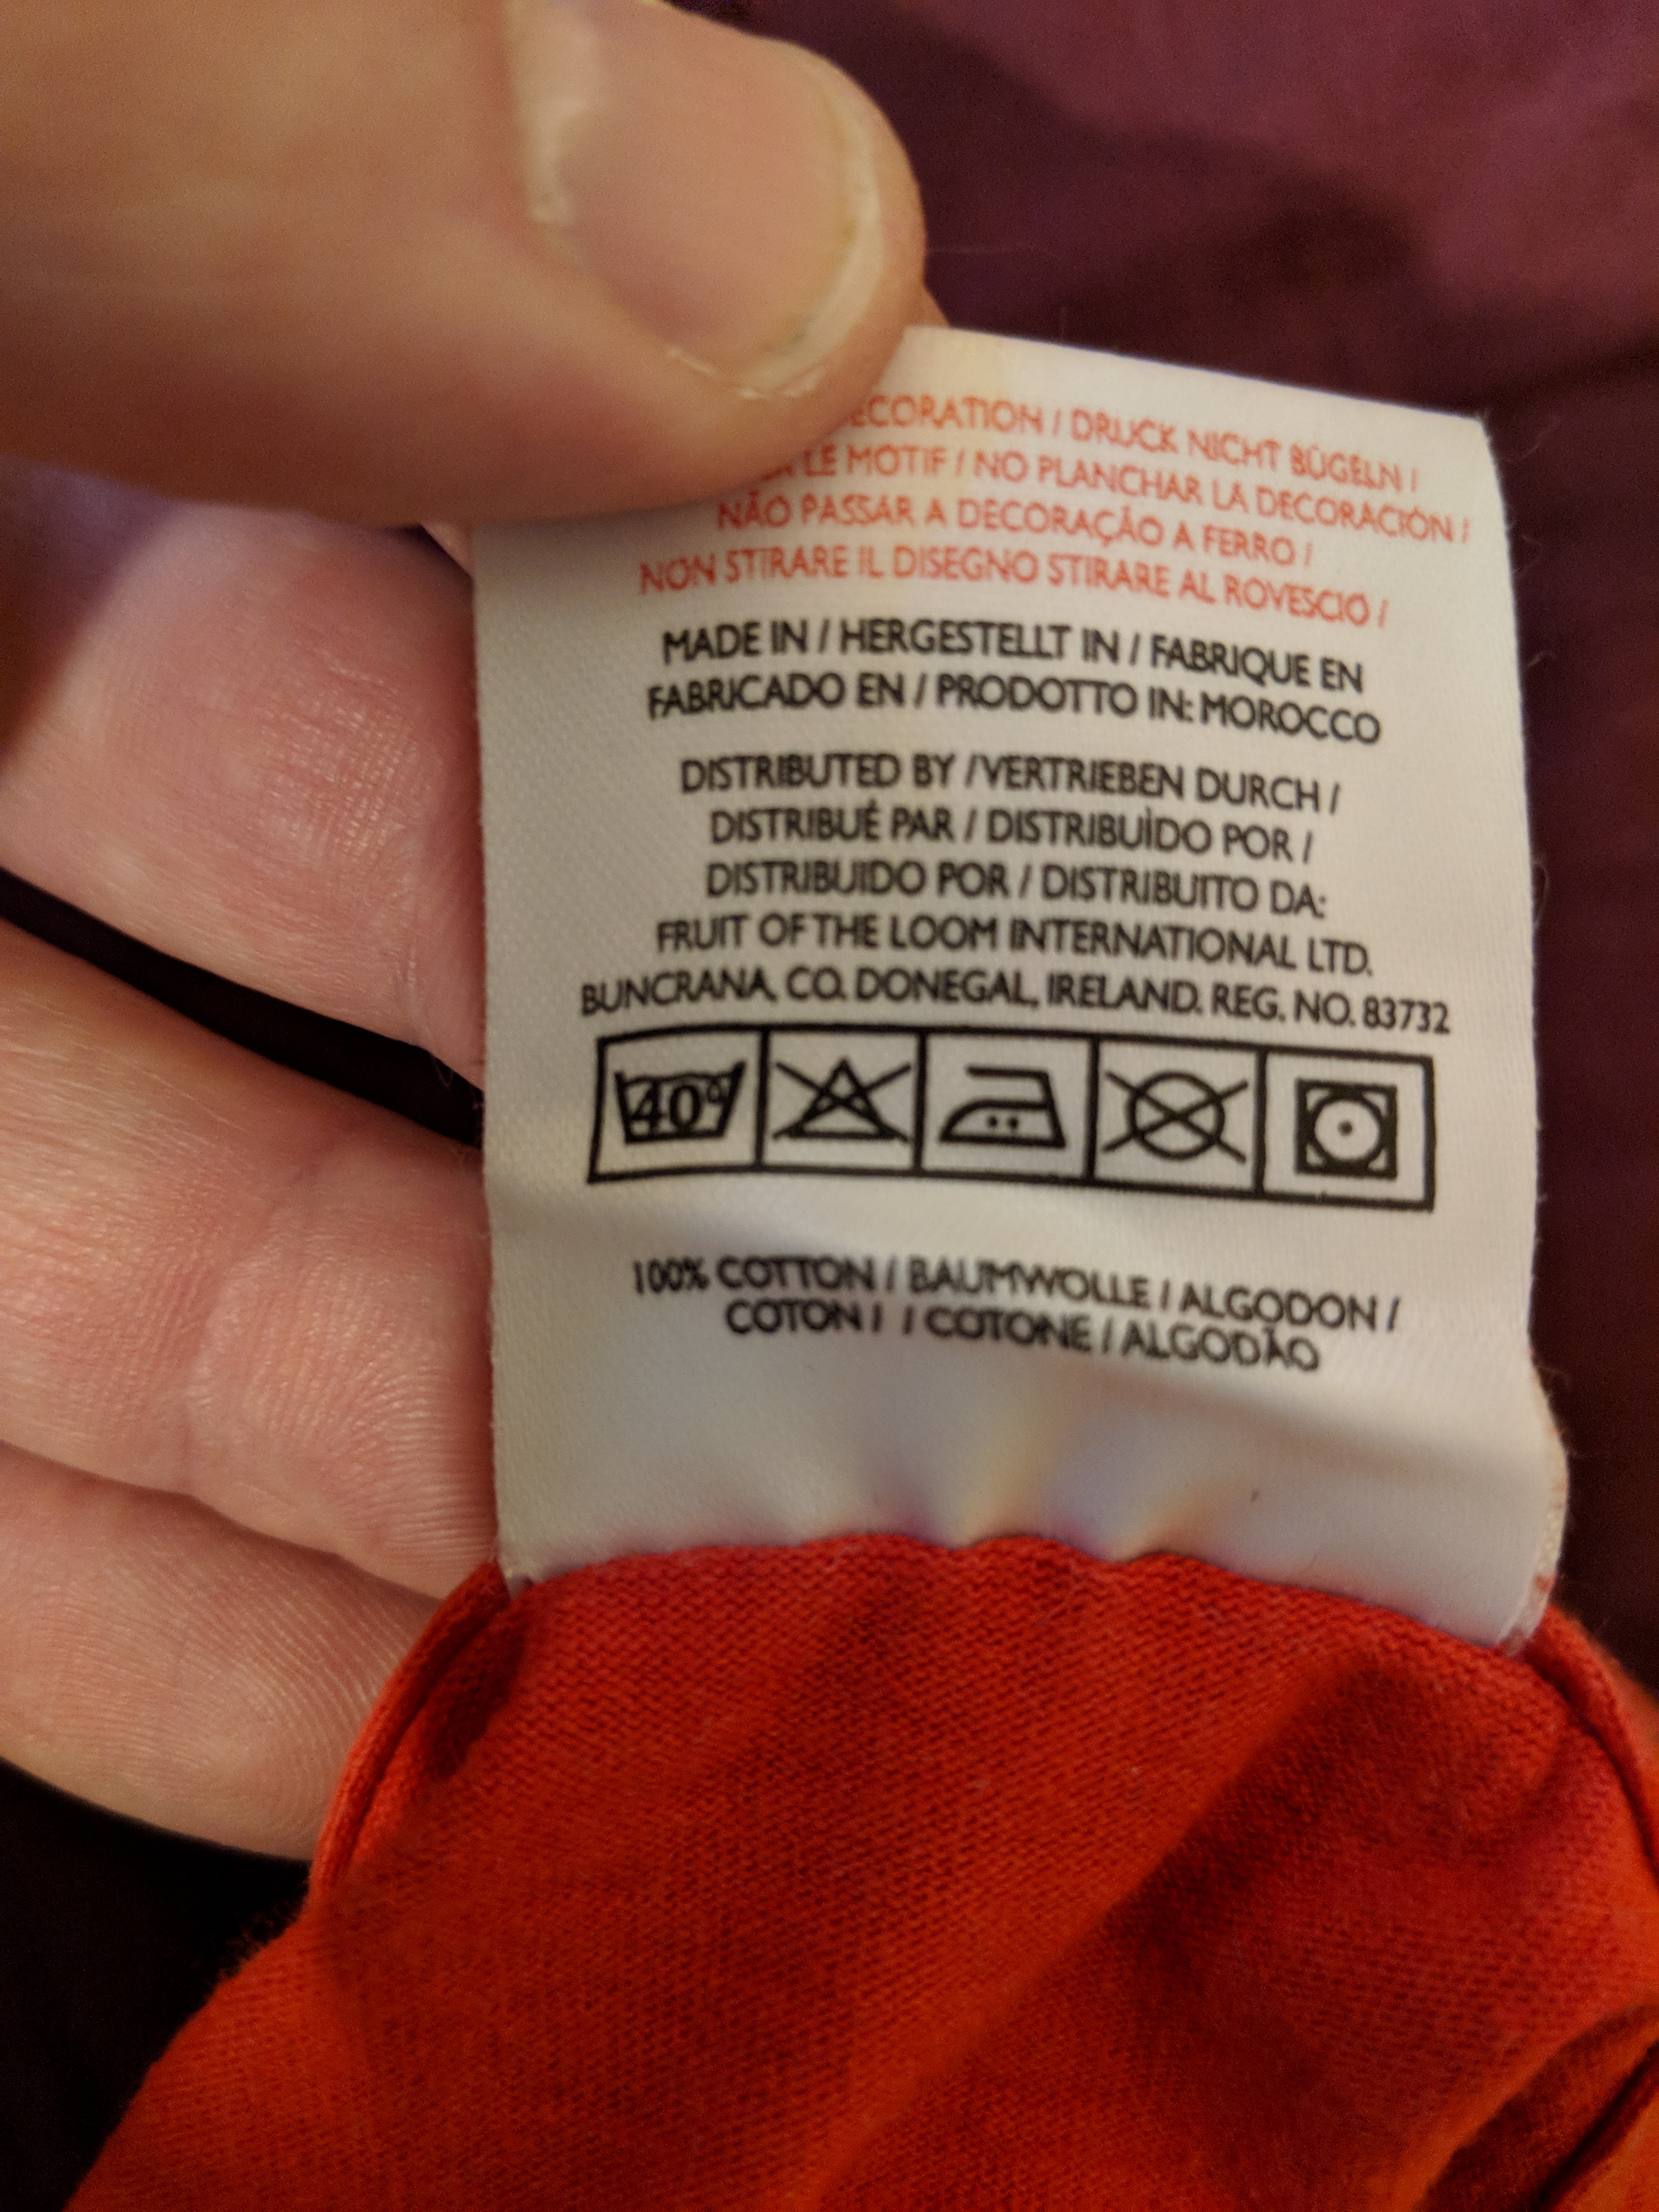 DECORATION / DRUCK NICHT BÜGELN /
LE MOTIF / NO PLANCHAR LA DECORACIÓN /
NÃO PASSAR A DECORAÇÃO A FERRO /
NON STIRARE IL DISEGNO STIRARE AL ROVESCIO /
MADE IN / HERGESTELLT IN / FABRIQUE EN
FABRICADO EN / PRODOTTO IN: MOROCCO
DISTRIBUTED BY /VERTRIEBEN DURCH /
DISTRIBUÉ PAR / DISTRIBUÌDO POR /
DISTRIBUIDO POR / DISTRIBUITO DA:
FRUIT OF THE LOOM INTERNATIONAL LTD.
BUNCRANA, CO. DONEGAL, IRELAND. REG. NO. 83732
40°
100% COTTON / BAUMWOLLE / ALGODON /
COTON / / COTONE / ALGODÃO